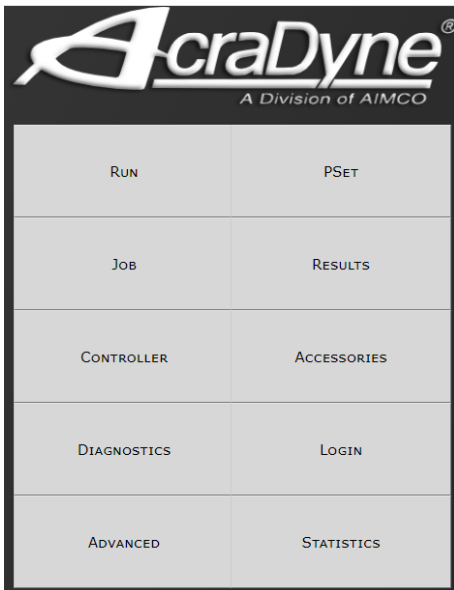 AcraDyne®
A Division of AIMCO
Run PSet
Job Results
Controller Accessories
Diagnostics Login
Advanced Statistics